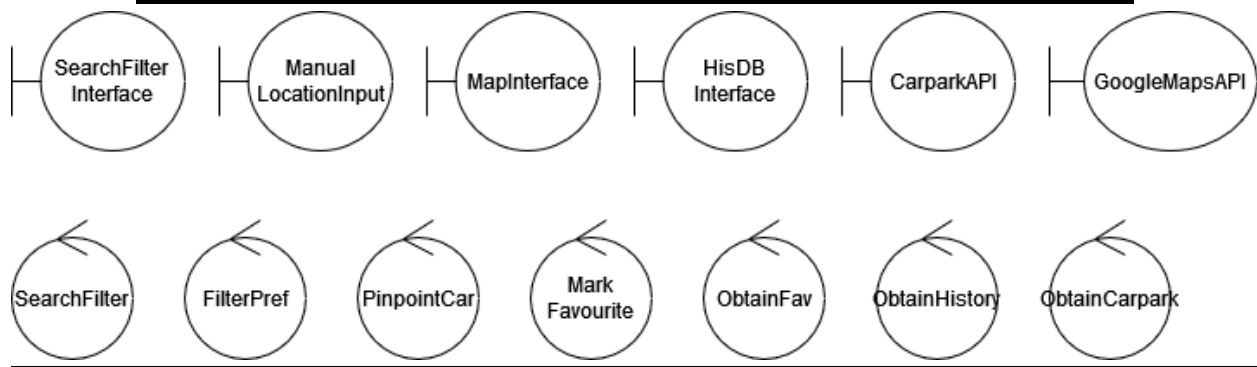 SearchFilter
Interface
Manual
LocationInput
MapInterface
HisDB
Interface
CarparkAPI
GoogleMapsAPI
SearchFilter
FilterPref
PinpointCar
Mark
Favourite
ObtainFav
ObtainHistory
ObtainCarpark